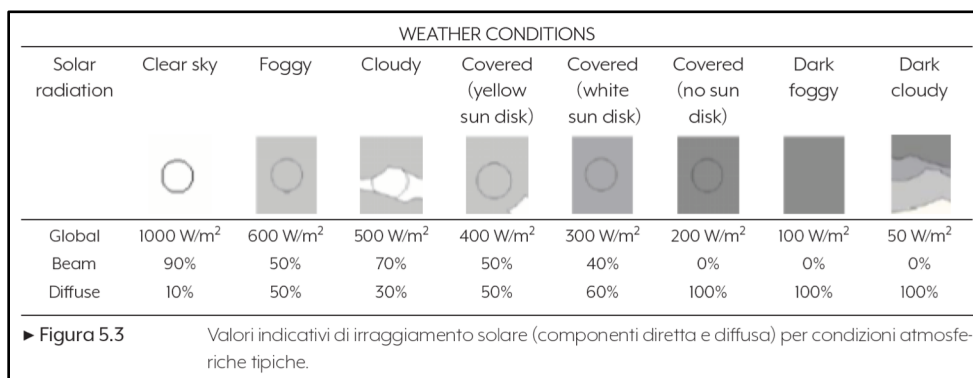 WEATHER CONDITIONS
Solar radiation Clear sky Foggy Cloudy Covered (yellow sun disk) Covered (white sun disk) Covered (no sun disk) Dark foggy Dark cloudy
Global 1000 W/m² 600 W/m² 500 W/m² 400 W/m² 300 W/m² 200 W/m² 100 W/m² 50 W/m²
Beam 90% 50% 70% 50% 40% 0% 0% 0%
Diffuse 10% 50% 30% 50% 60% 100% 100% 100%
► Figura 5.3 Valori indicativi di irraggiamento solare (componenti diretta e diffusa) per condizioni atmosfe-
riche tipiche.